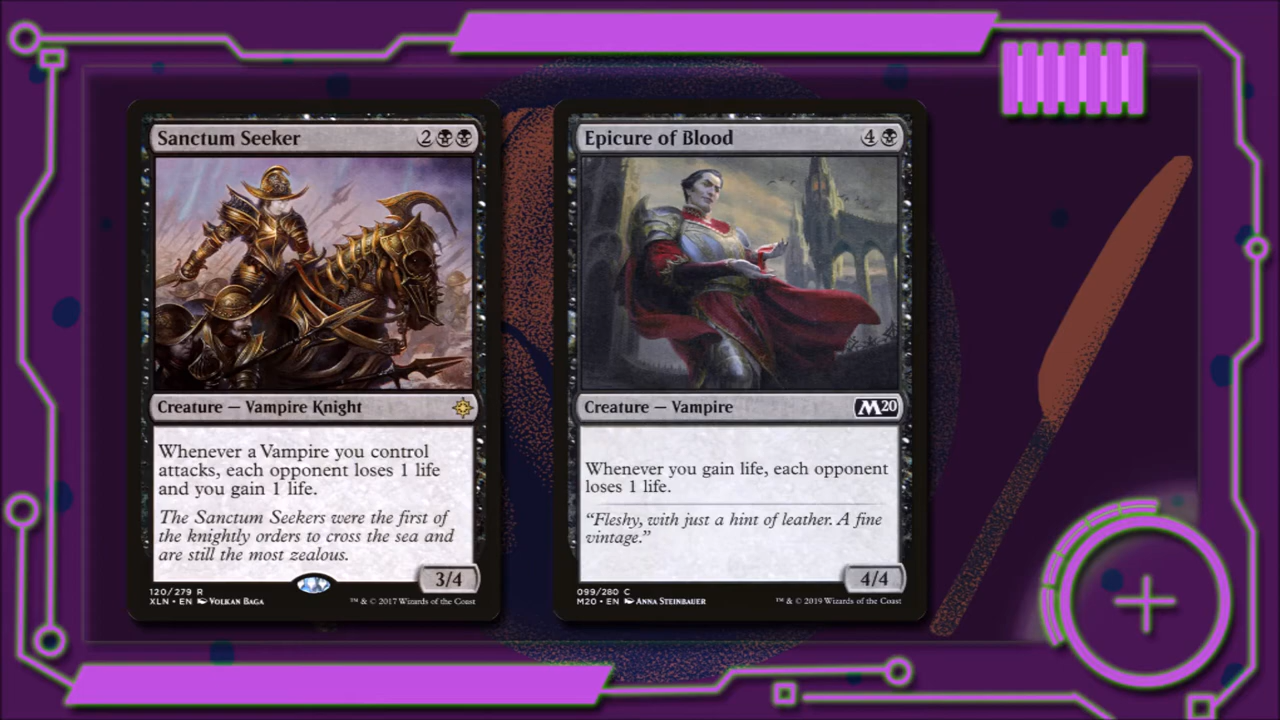 Sanctum Seeker 2
Creature — Vampire Knight
Whenever a Vampire you control
attacks, each opponent loses 1 life
and you gain 1 life.
The Sanctum Seekers were the first of
the knightly orders to cross the sea and
are still the most zealous.
3/4
120/279 R
XLN • EN VOLKAN BAGA
™ & © 2017 Wizards of the Coast
Epicure of Blood 4
Creature — Vampire
M20
Whenever you gain life, each opponent
loses 1 life.
“Fleshy, with just a hint of leather. A fine
vintage.”
4/4
099/280 C
M20 • EN ANNA STEINBAUER
™ & © 2019 Wizards of the Coast